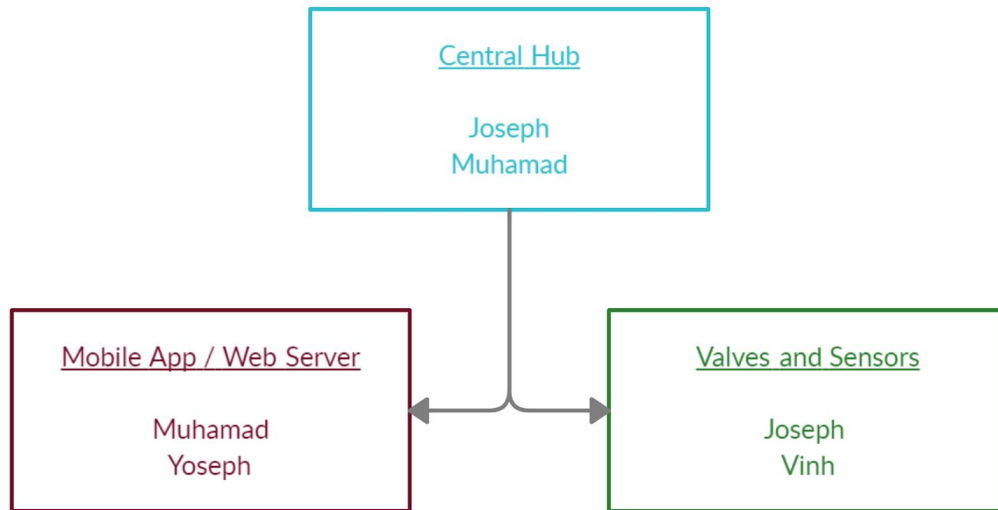 Central Hub
Joseph
Muhamad
Mobile App / Web Server
Muhamad
Yoseph
Valves and Sensors
Joseph
Vinh